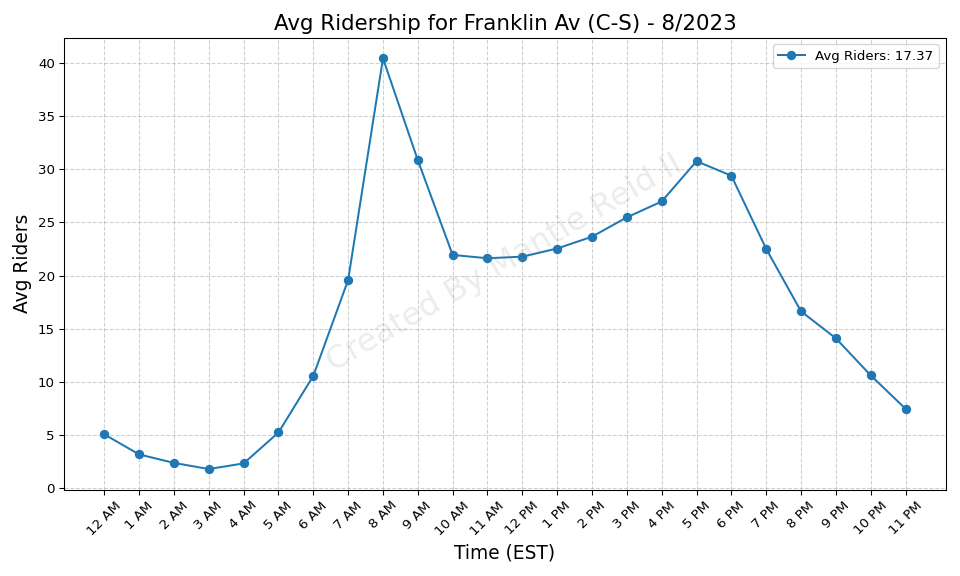 Avg Ridership for Franklin Av (C-S) - 8/2023
Avg Riders: 17.37
40
35
30
25
20
15
10
5
0
Avg Riders
Created By Mantie Reid II
12 AM
1 AM
2 AM
3 AM
4 AM
5 AM
6 AM
7 AM
8 AM
9 AM
10 AM
11 AM
12 PM
1 PM
2 PM
3 PM
4 PM
5 PM
6 PM
7 PM
8 PM
9 PM
10 PM
11 PM
Time (EST)